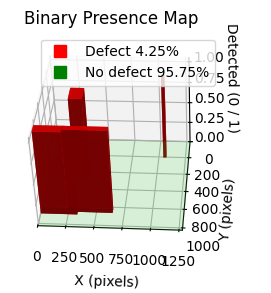 Binary Presence Map
Defect 4.25%
No defect 95.75%
1.00
0.75
0.50
0.25
0.00
Detected (0 / 1)
0
200
400
600
800
1000
Y (pixels)
0 250 500 750 1000 1250
X (pixels)